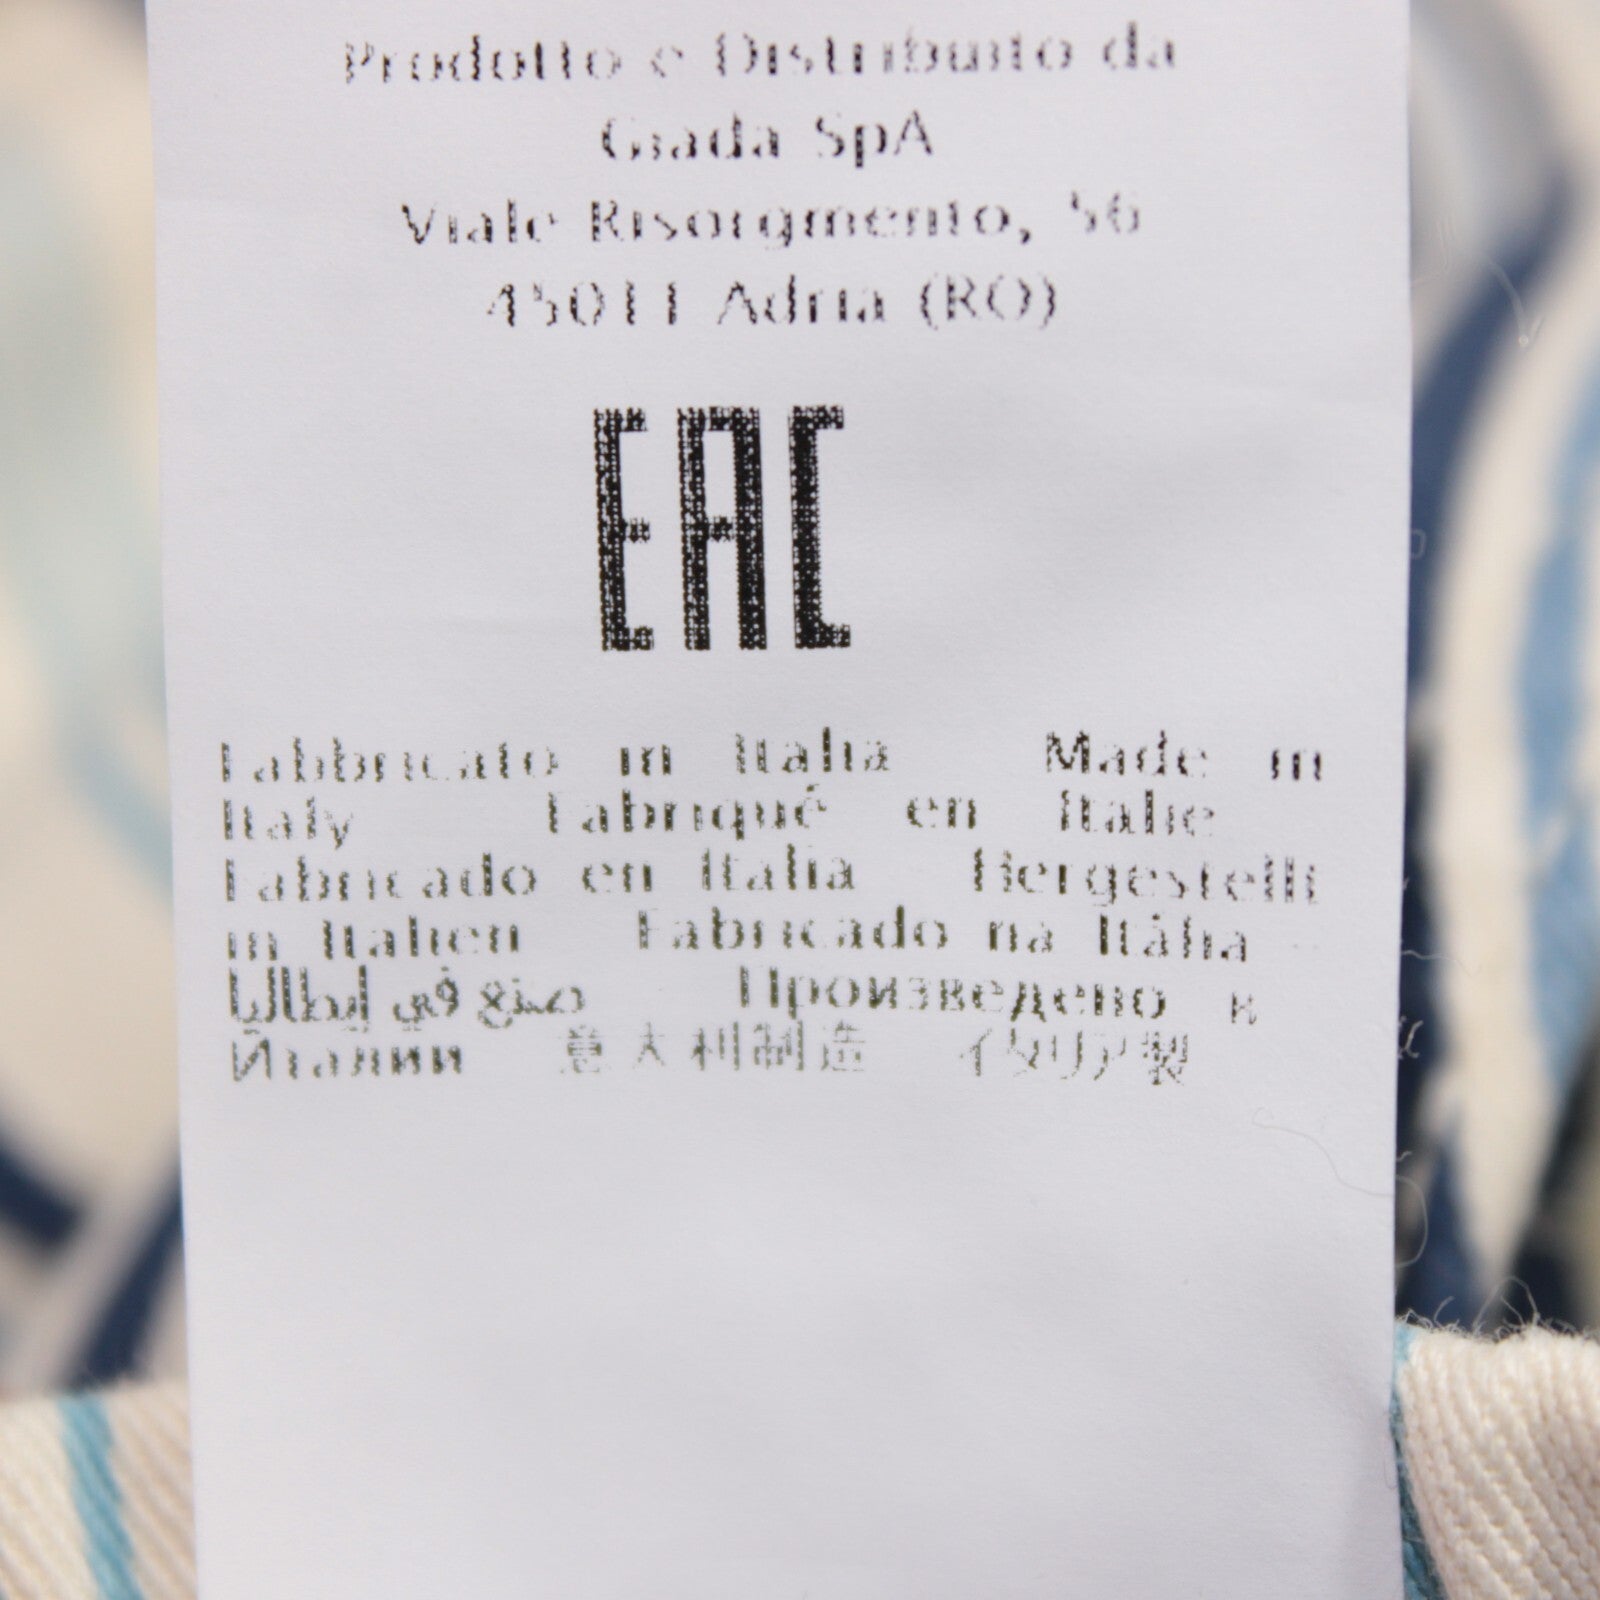 Prodotto e Distribuito da
Giada SpA
Viale Risorgmento, 56
45011 Adria (RO)
EAC
Fabbricato in Italia Made in
Italy Fabriqué en Italie
Fabricado en Italia Hergestellt
in Italien Fabricado na Itália
صنع في إيطاليا Произведено в
Италии 意大利制造 イタリア製